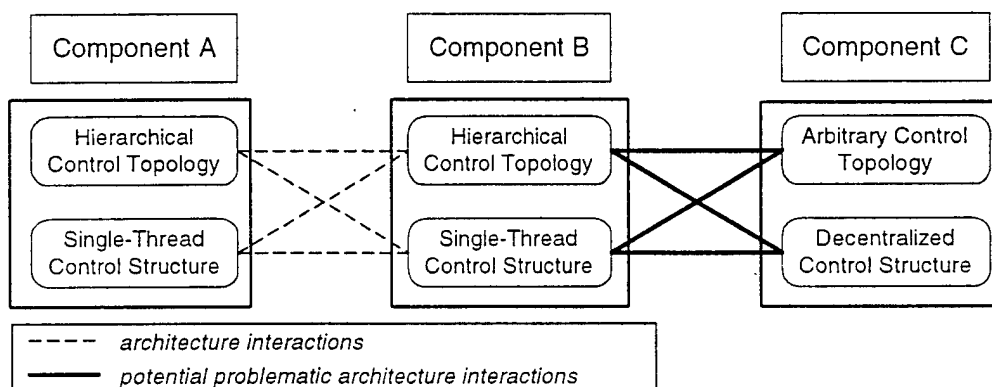 Component A
Component B
Component C
Hierarchical
Control Topology
Hierarchical
Control Topology
Arbitrary Control
Topology
Single-Thread
Control Structure
Single-Thread
Control Structure
Decentralized
Control Structure
architecture interactions
potential problematic architecture interactions